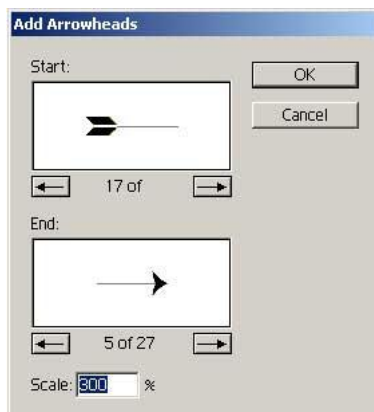 Add Arrowheads
Start:
OK
Cancel
17 of
End:
5 of 27
Scale: 300 %